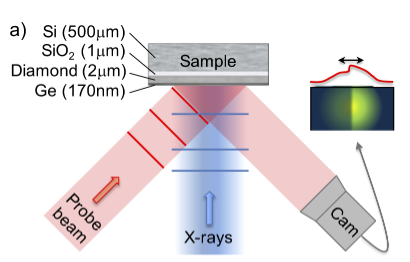 a)
Si (500μm)
SiO₂ (1μm)
Diamond (2μm)
Ge (170nm)
Sample
Probe
beam
X-rays
Cam